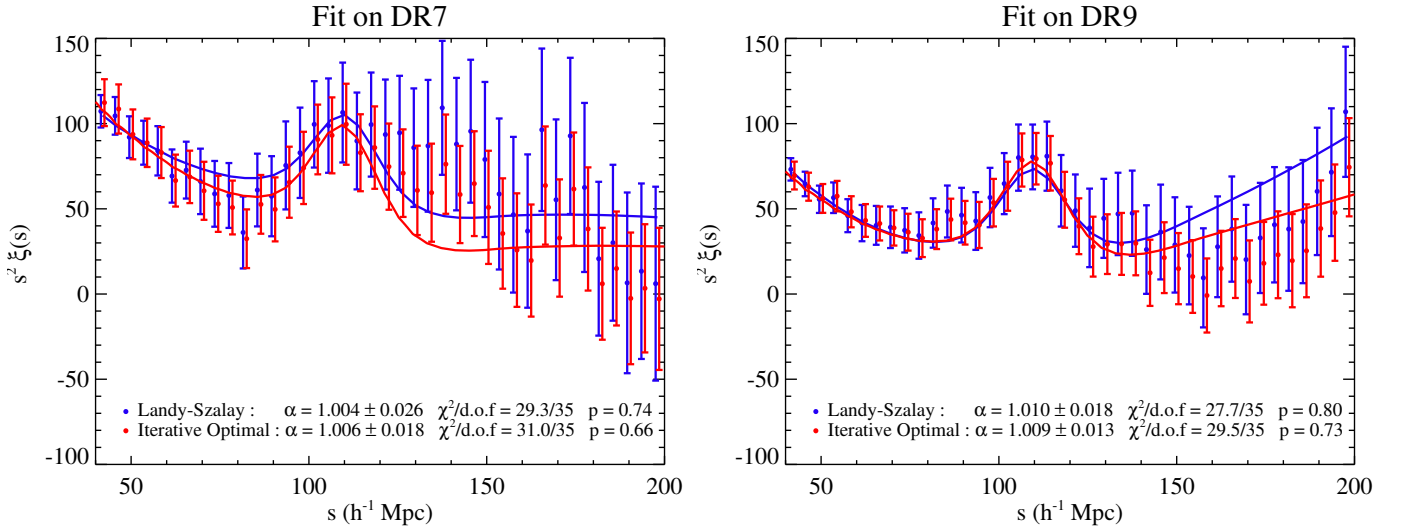 Fit on DR7
150
100
50
0
-50
-100
s² ξ(s)
• Landy-Szalay : α = 1.004 ± 0.026 χ²/d.o.f = 29.3/35 p = 0.74
• Iterative Optimal : α = 1.006 ± 0.018 χ²/d.o.f = 31.0/35 p = 0.66
50 100 150 200
s (h⁻¹ Mpc)
Fit on DR9
150
100
50
0
-50
-100
s² ξ(s)
• Landy-Szalay : α = 1.010 ± 0.018 χ²/d.o.f = 27.7/35 p = 0.80
• Iterative Optimal : α = 1.009 ± 0.013 χ²/d.o.f = 29.5/35 p = 0.73
50 100 150 200
s (h⁻¹ Mpc)